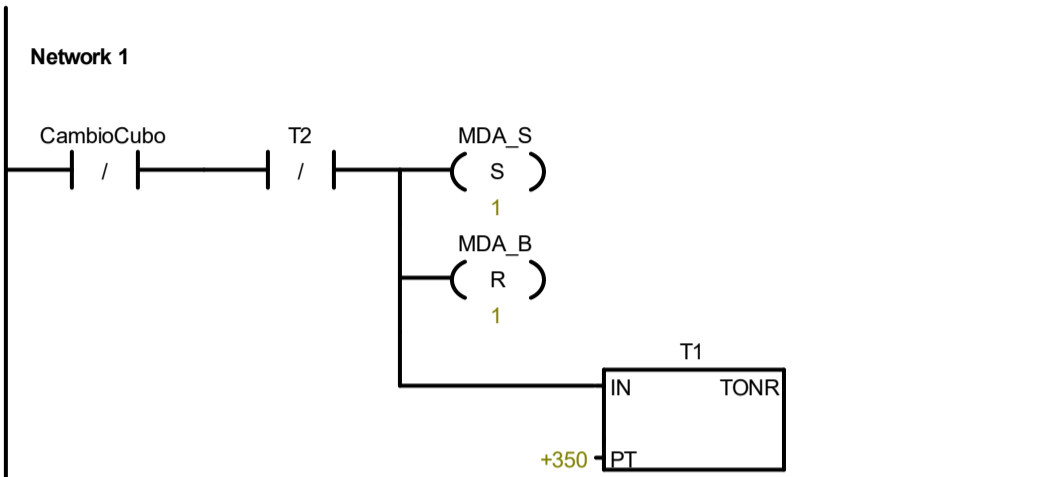 Network 1
CambioCubo T2 MDA_S
/ / S
1
MDA_B
R
1
T1
IN TONR
+350 PT